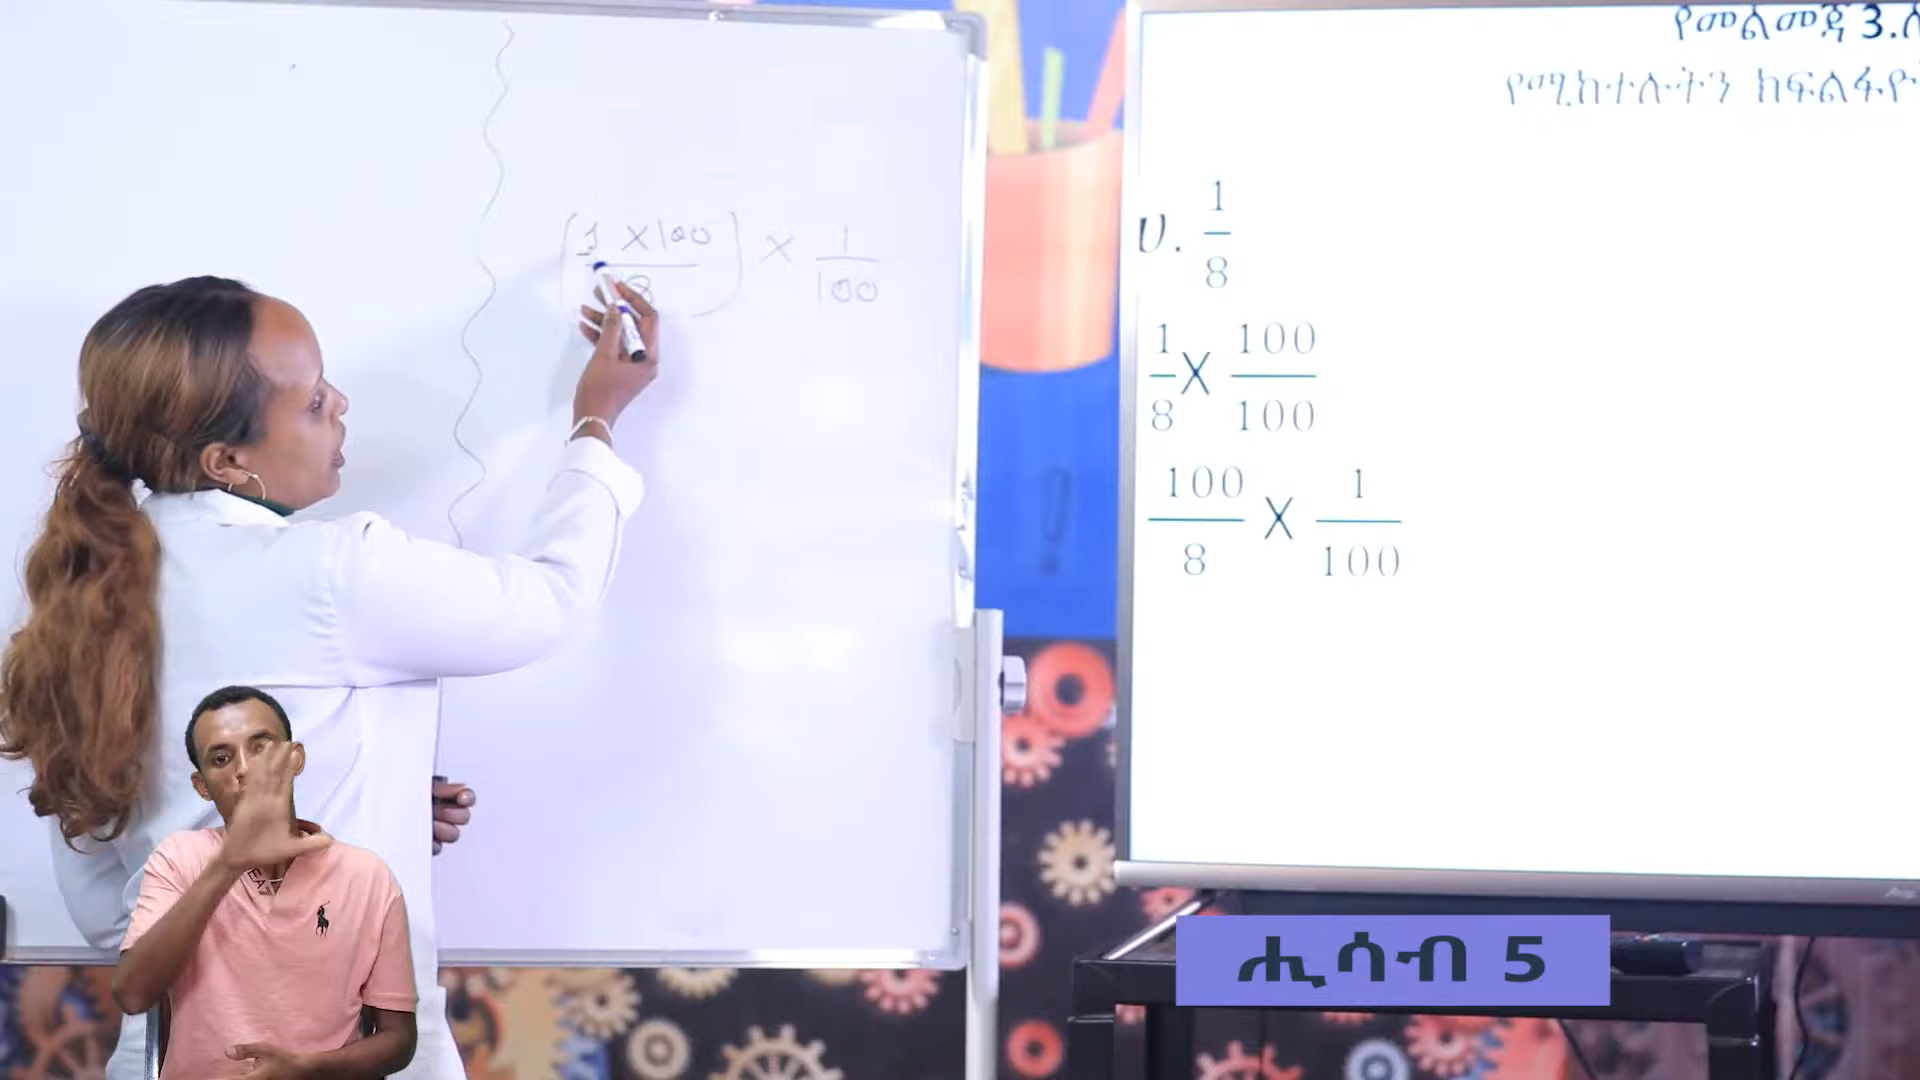 (1 X 100 / 8) X 1/100
የመልመጃ 3.
የሚከተሉትን ክፍልፋዮ
ሀ. 1/8
1/8 X 100/100
100/8 X 1/100
ሒሳብ 5